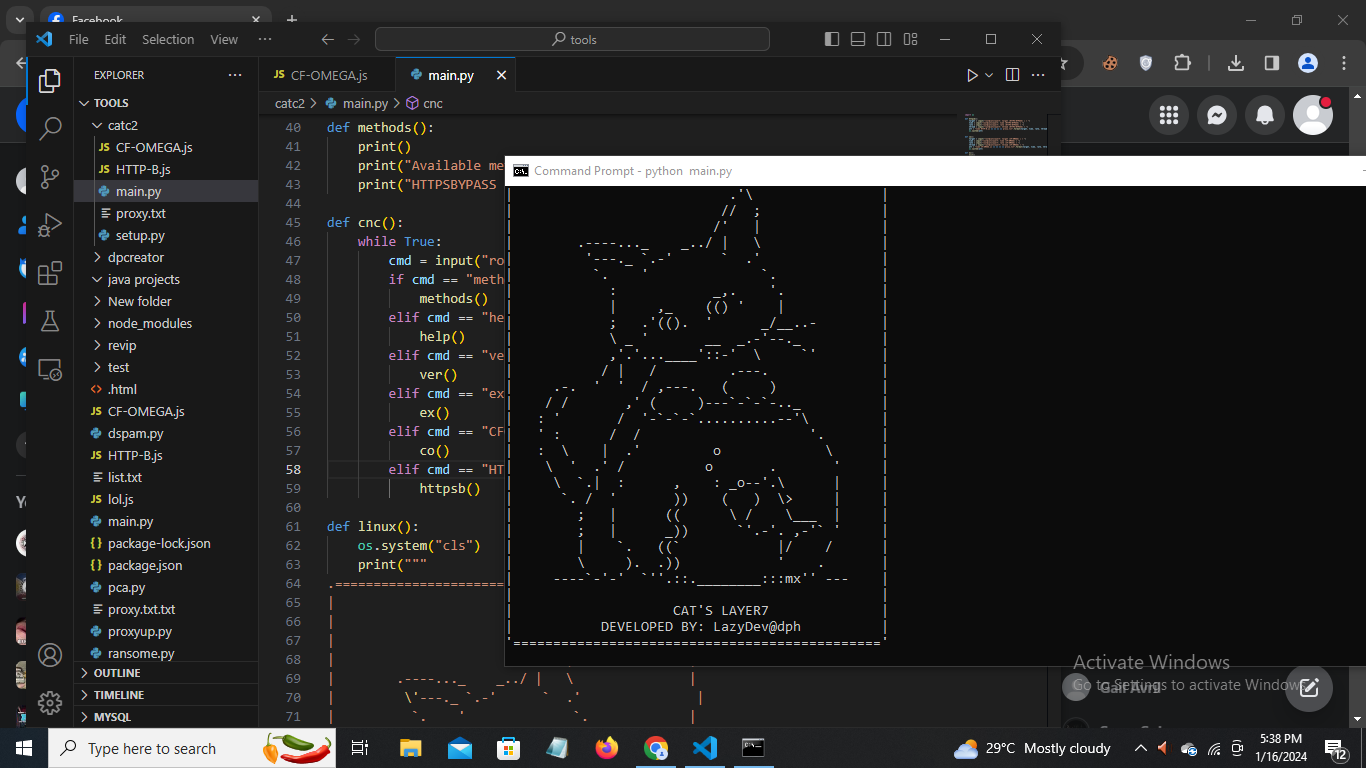 Facebook
File Edit Selection View ···
tools
EXPLORER
TOOLS
catc2
JS CF-OMEGA.js
JS HTTP-B.js
main.py
proxy.txt
setup.py
dpcreator
java projects
New folder
node_modules
revip
test
<> .html
JS CF-OMEGA.js
dspam.py
JS HTTP-B.js
list.txt
JS lol.js
main.py
{} package-lock.json
{} package.json
pca.py
proxy.txt.txt
proxyup.py
ransome.py
OUTLINE
TIMELINE
MYSQL
JS CF-OMEGA.js
main.py
catc2 > main.py > cnc
40 def methods():
41 print()
42 print("Available me
43 print("HTTPSBYPASS
44
45 def cnc():
46 while True:
47 cmd = input("ro
48 if cmd == "meth
49 methods()
50 elif cmd == "he
51 help()
52 elif cmd == "ve
53 ver()
54 elif cmd == "ex
55 ex()
56 elif cmd == "CF
57 co()
58 elif cmd == "HT
59 httpsb()
60
61 def linux():
62 os.system("cls")
63 print("""
64
65
66
67
68
69
70
71
Command Prompt - python main.py
mx
CAT'S LAYER7
DEVELOPED BY: LazyDev@dph
Activate Windows
Go to Settings to activate Windows.
Type here to search
29°C Mostly cloudy
5:38 PM
1/16/2024
12